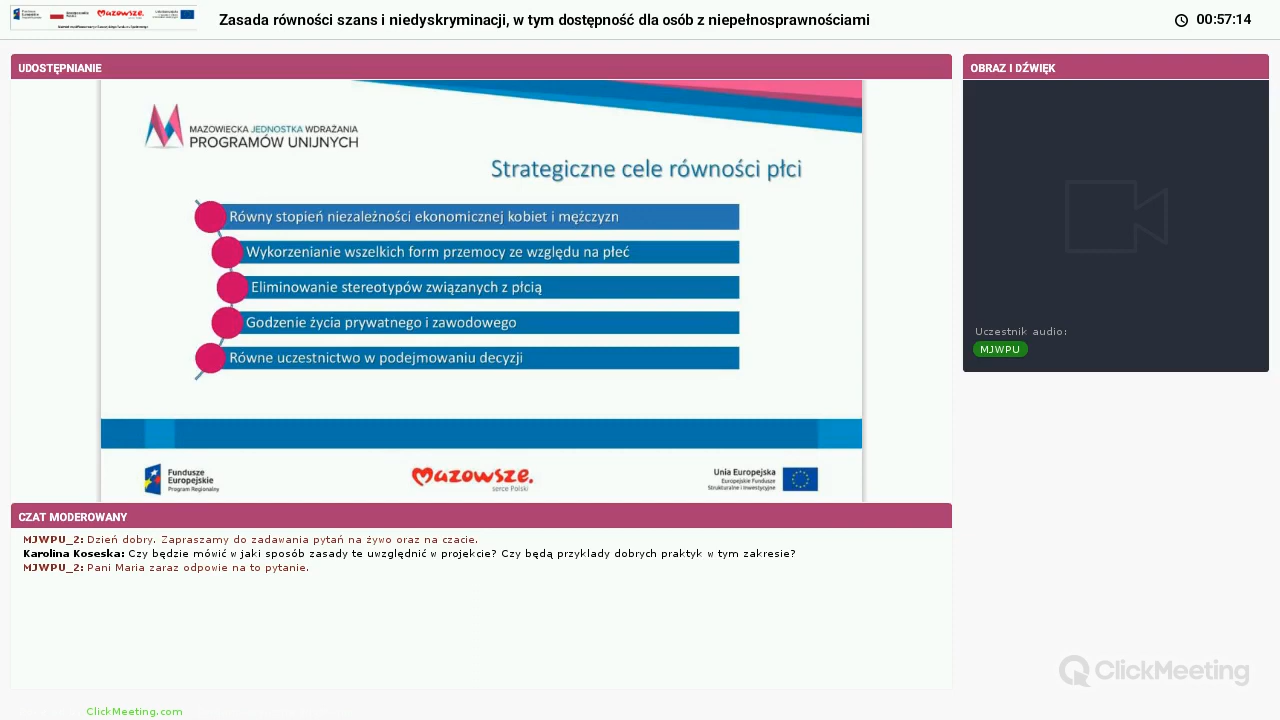 Zasada równości szans i niedyskryminacji, w tym dostępność dla osób z niepełnosprawnościami
00:57:14
UDOSTĘPNIANIE
OBRAZ I DŹWIĘK
MAZOWIECKA JEDNOSTKA WDRAŻANIA
PROGRAMÓW UNIJNYCH
Strategiczne cele równości płci
Równy stopień niezależności ekonomicznej kobiet i mężczyzn
Wykorzenianie wszelkich form przemocy ze względu na płeć
Eliminowanie stereotypów związanych z płcią
Godzenie życia prywatnego i zawodowego
Równe uczestnictwo w podejmowaniu decyzji
Uczestnik audio:
MJWPU
Fundusze
Europejskie
Program Regionalny
mazowsze.
serce Polski
Unia Europejska
Europejskie Fundusze
Strukturalne i Inwestycyjne
CZAT MODEROWANY
MJWPU_2: Dzień dobry. Zapraszamy do zadawania pytań na żywo oraz na czacie.
Karolina Koseska: Czy będzie mówić w jaki sposób zasady te uwzględnić w projekcie? Czy będą przyklady dobrych praktyk w tym zakresie?
MJWPU_2: Pani Maria zaraz odpowie na to pytanie.
ClickMeeting
ClickMeeting.com